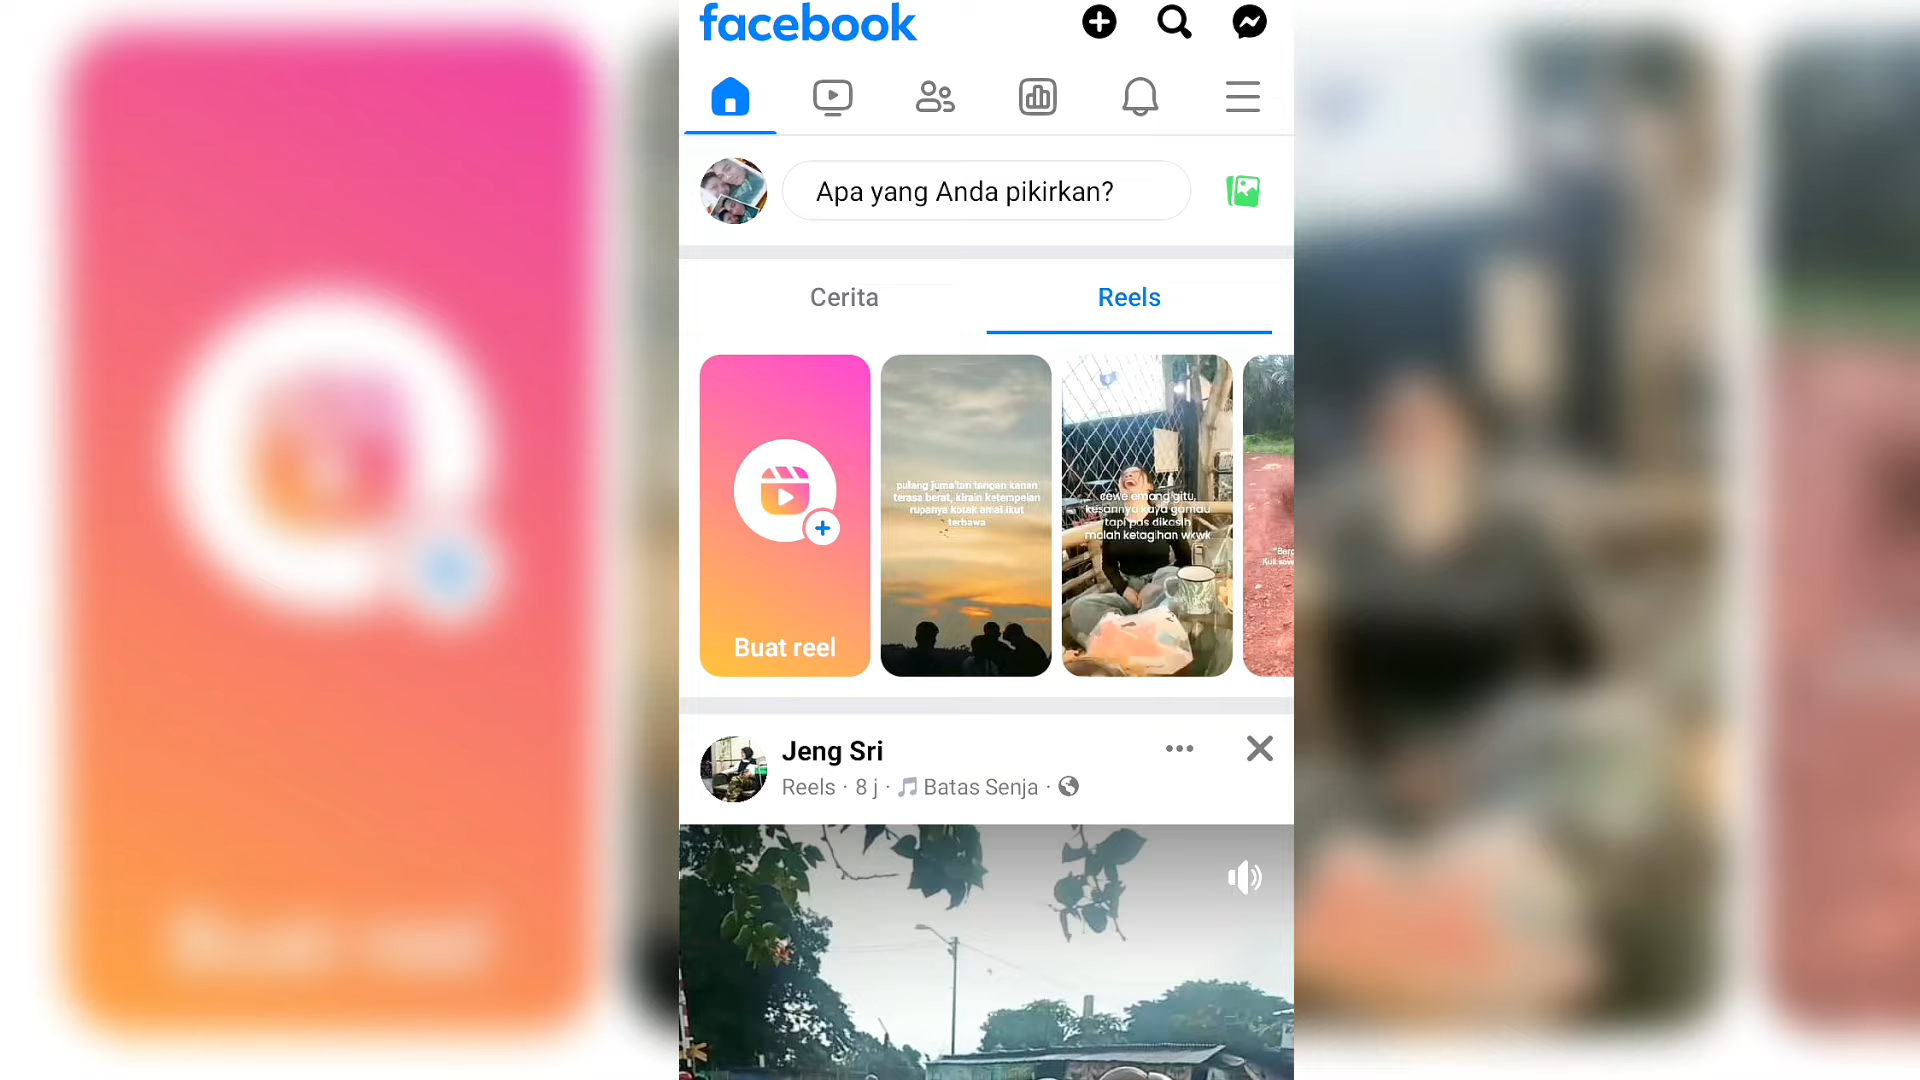 facebook
Apa yang Anda pikirkan?
Cerita
Reels
pulang juma'tan tangan kanan
terasa berat, kirain ketempelan
rupanya kotak amal ikut
terbawa
cewe emang gitu,
kesannya kaya gamau
tapi pas dikasih
malah ketagihan wkwk
Buat reel
Jeng Sri
Reels · 8 j · Batas Senja ·